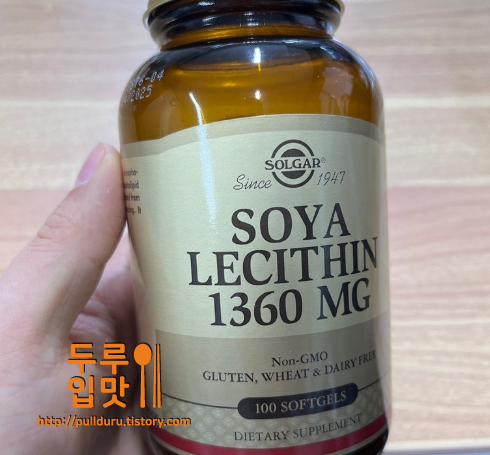 2025
SOLGAR®
Since 1947
SOYA
LECITHIN
1360 MG
Non-GMO
GLUTEN, WHEAT & DAIRY FREE
100 SOFTGELS
DIETARY SUPPLEMENT
두루
입맛
http://pullduru.tistory.com